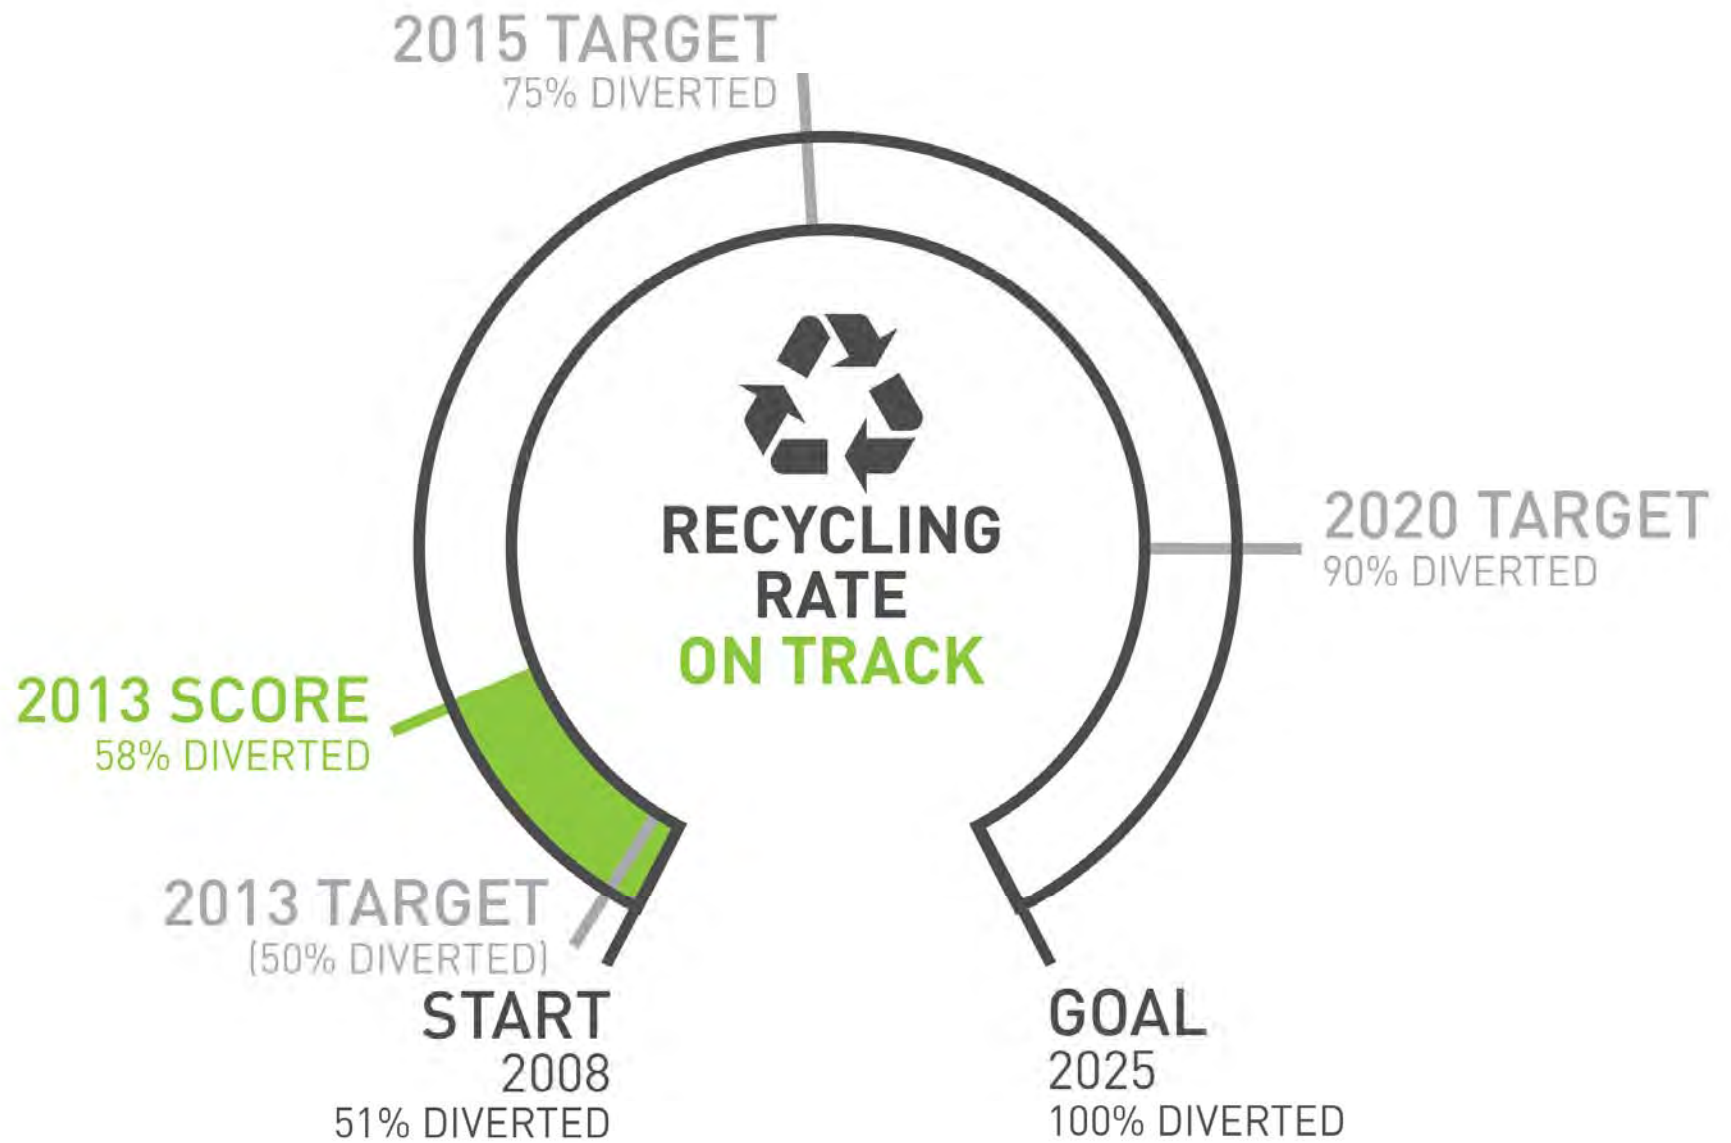 2015 TARGET
75% DIVERTED
RECYCLING
RATE
ON TRACK
2020 TARGET
90% DIVERTED
2013 SCORE
58% DIVERTED
2013 TARGET
(50% DIVERTED)
START
2008
51% DIVERTED
GOAL
2025
100% DIVERTED